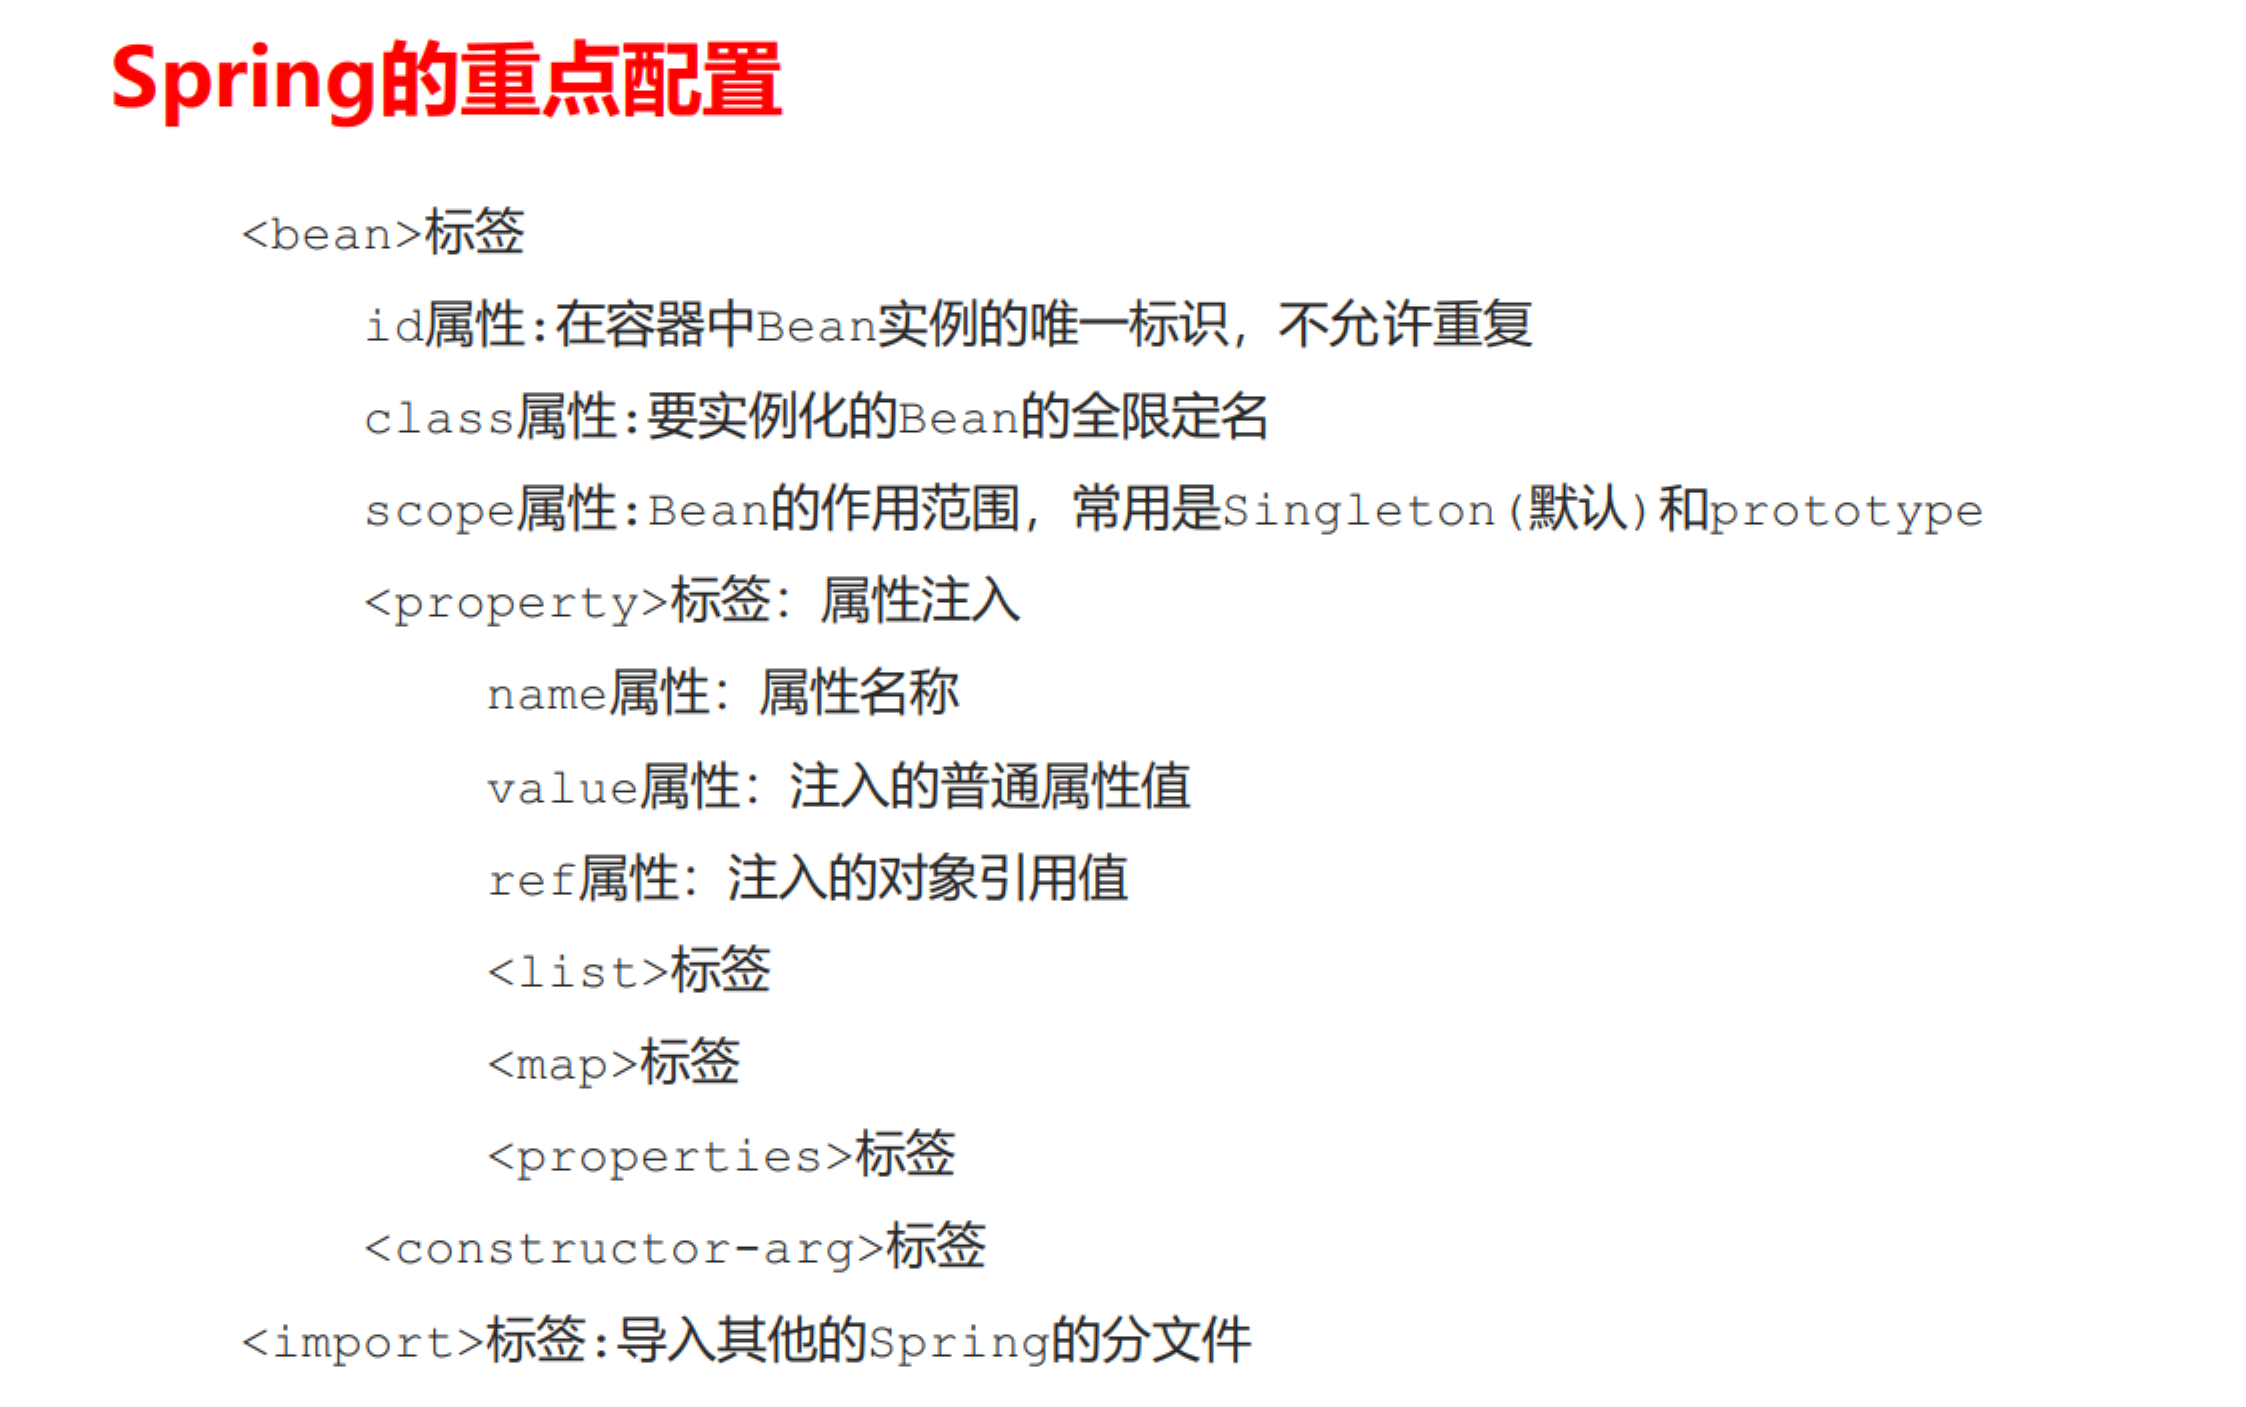 Spring的重点配置
<bean>标签
id属性:在容器中Bean实例的唯一标识，不允许重复
class属性:要实例化的Bean的全限定名
scope属性:Bean的作用范围，常用是Singleton(默认)和prototype
<property>标签：属性注入
name属性：属性名称
value属性：注入的普通属性值
ref属性：注入的对象引用值
<list>标签
<map>标签
<properties>标签
<constructor-arg>标签
<import>标签:导入其他的Spring的分文件